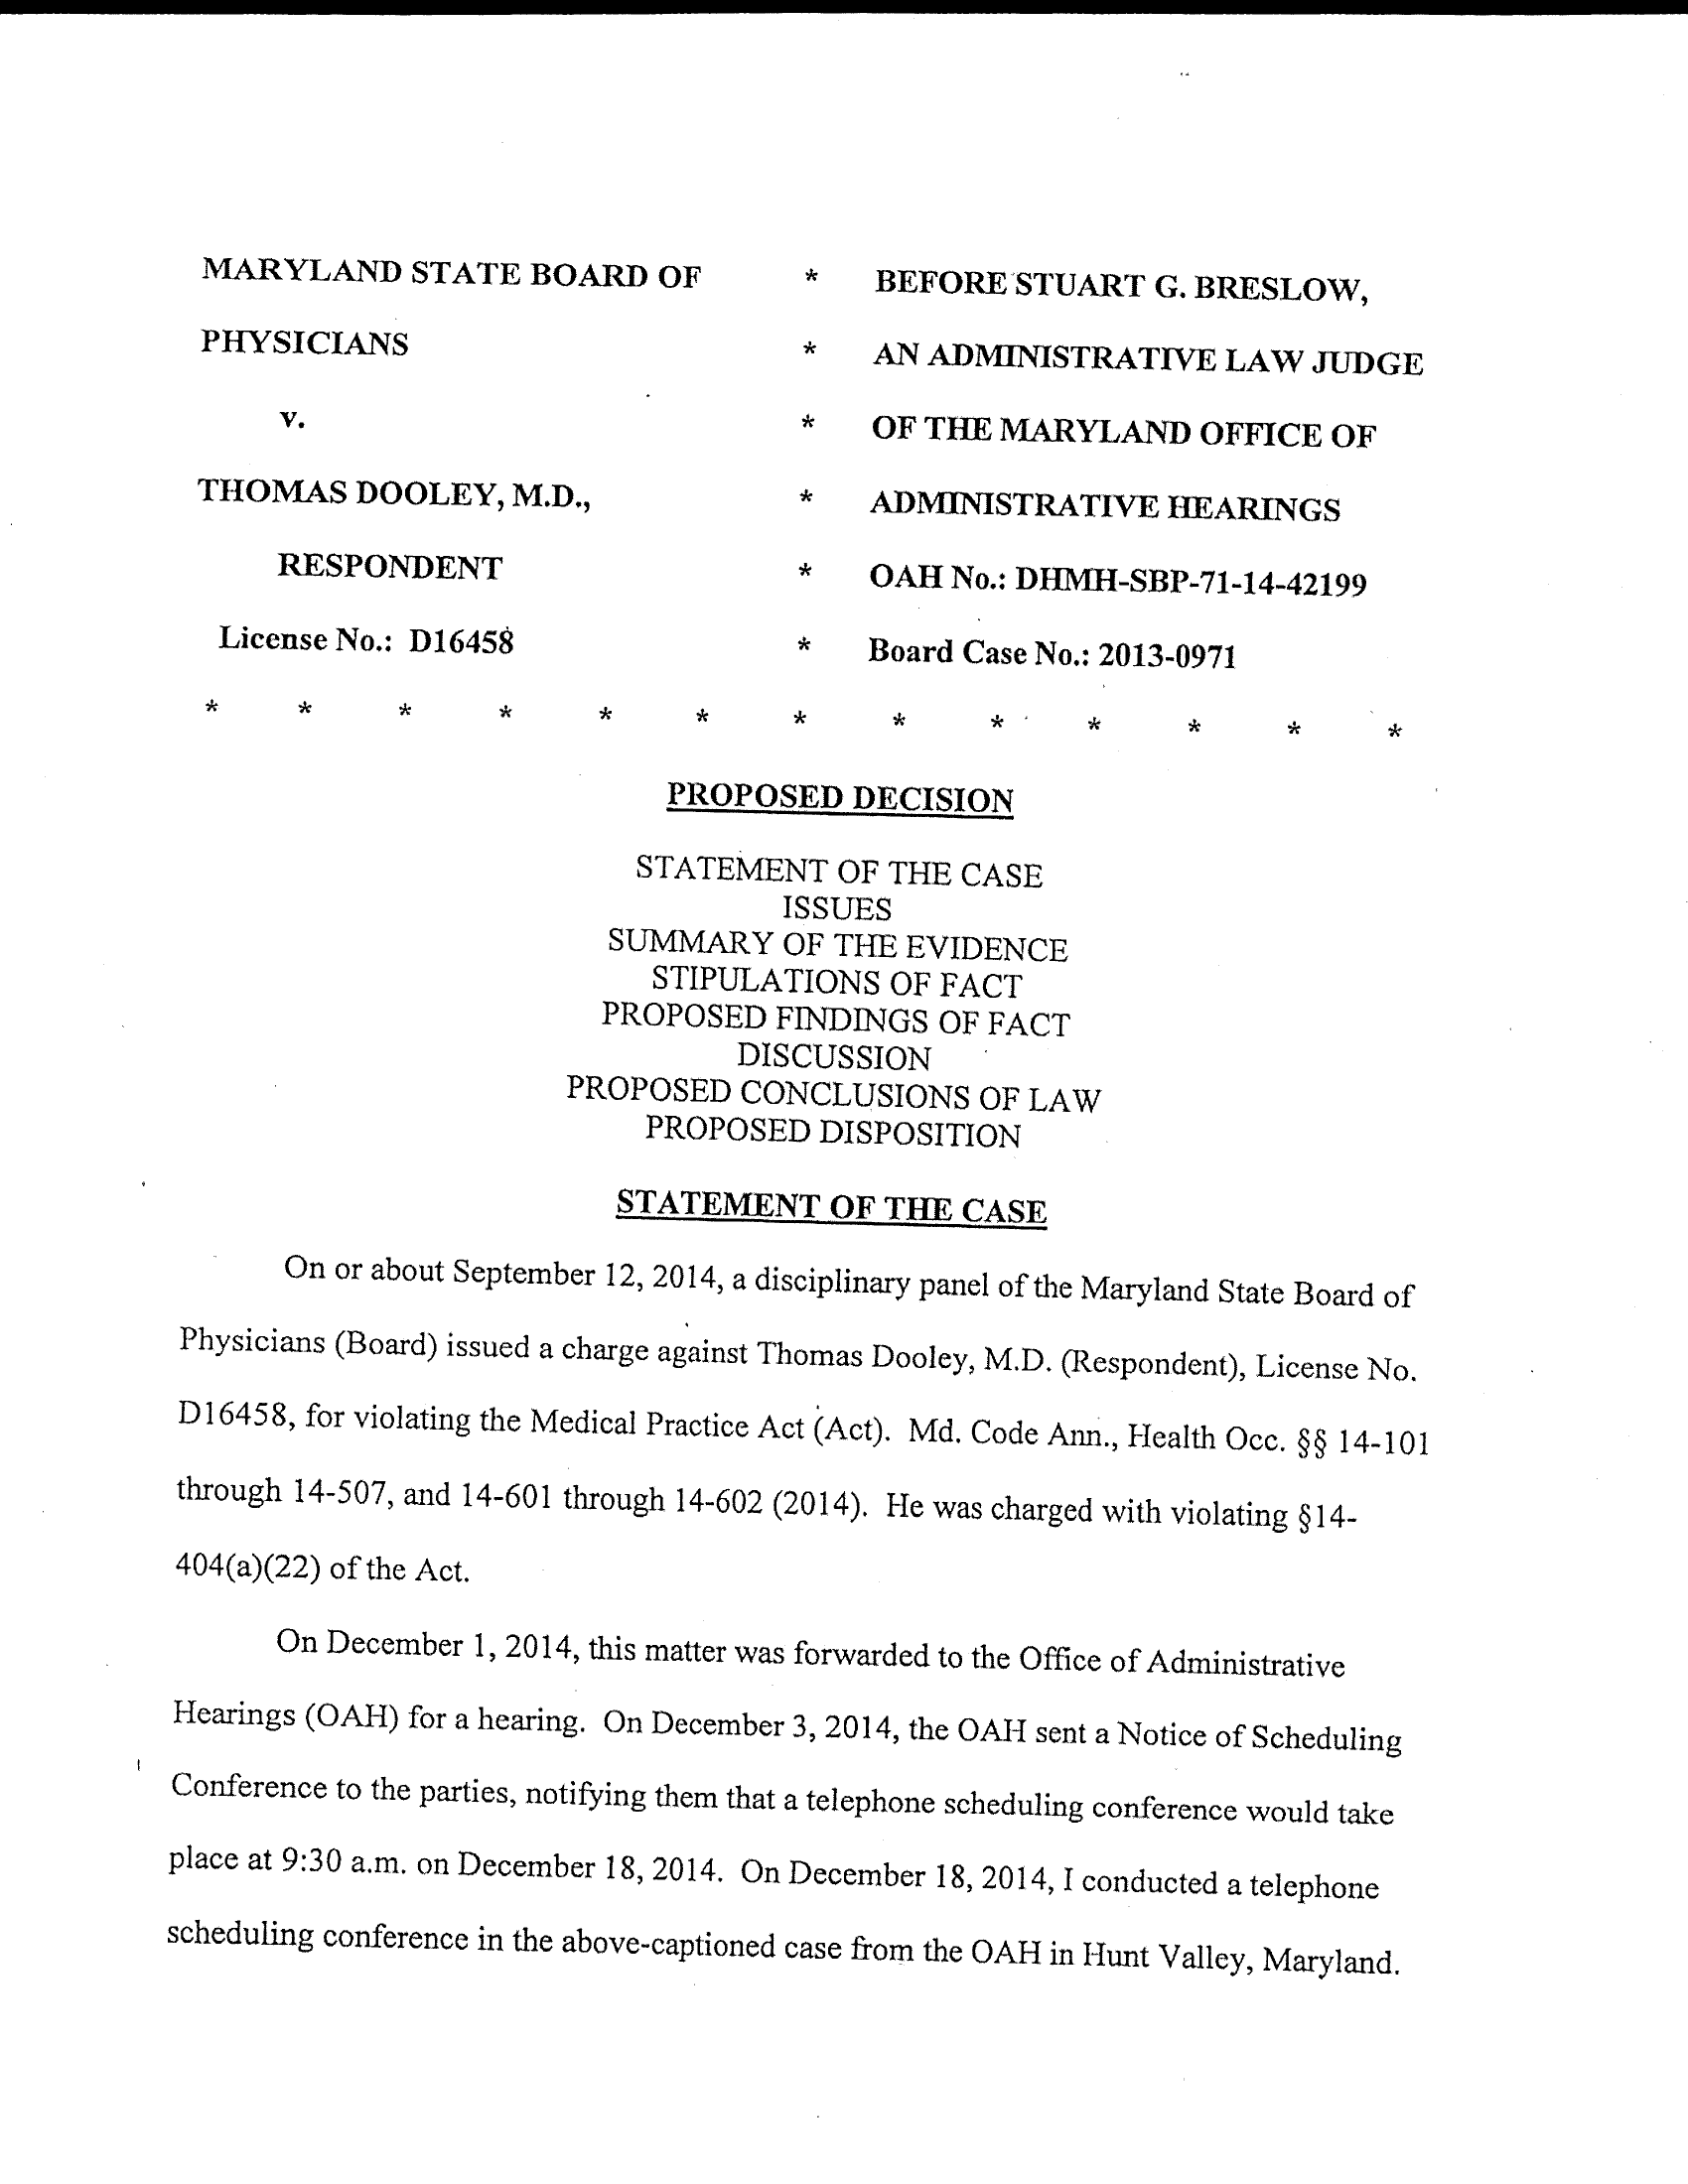 MARYLAND STATE BOARD OF * BEFORE STUART G. BRESLOW,
PHYSICIANS * AN ADMINISTRATIVE LAW JUDGE
v. * OF THE MARYLAND OFFICE OF
THOMAS DOOLEY, M.D., * ADMINISTRATIVE HEARINGS
RESPONDENT * OAH No.: DHMH-SBP-71-14-42199
License No.: D16458 * Board Case No.: 2013-0971
* * * * * * * * * * * * *
PROPOSED DECISION
STATEMENT OF THE CASE
ISSUES
SUMMARY OF THE EVIDENCE
STIPULATIONS OF FACT
PROPOSED FINDINGS OF FACT
DISCUSSION
PROPOSED CONCLUSIONS OF LAW
PROPOSED DISPOSITION
STATEMENT OF THE CASE
On or about September 12, 2014, a disciplinary panel of the Maryland State Board of
Physicians (Board) issued a charge against Thomas Dooley, M.D. (Respondent), License No.
D16458, for violating the Medical Practice Act (Act). Md. Code Ann., Health Occ. §§ 14-101
through 14-507, and 14-601 through 14-602 (2014). He was charged with violating §14-
404(a)(22) of the Act.
On December 1, 2014, this matter was forwarded to the Office of Administrative
Hearings (OAH) for a hearing. On December 3, 2014, the OAH sent a Notice of Scheduling
Conference to the parties, notifying them that a telephone scheduling conference would take
place at 9:30 a.m. on December 18, 2014. On December 18, 2014, I conducted a telephone
scheduling conference in the above-captioned case from the OAH in Hunt Valley, Maryland.